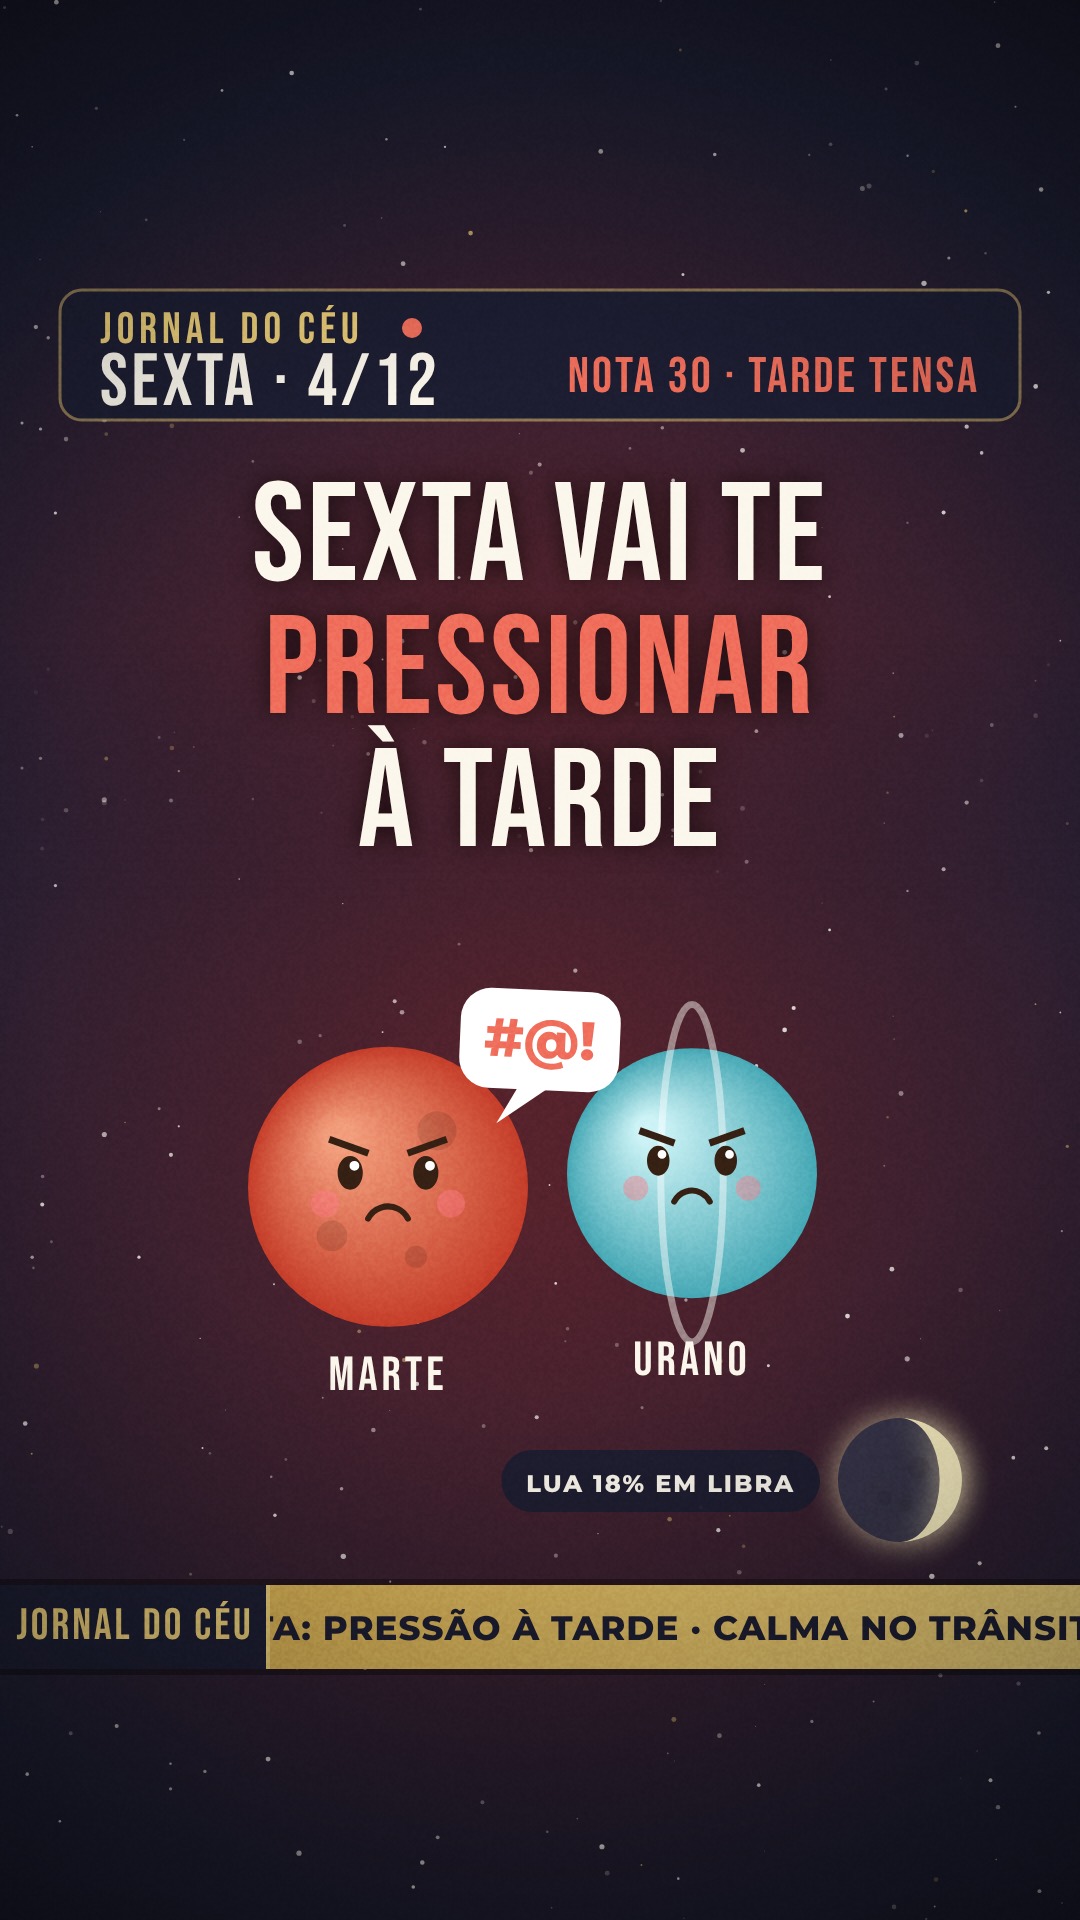 JORNAL DO CÉU
SEXTA · 4/12
NOTA 30 · TARDE TENSA
SEXTA VAI TE
PRESSIONAR
À TARDE
#@!
MARTE
URANO
LUA 18% EM LIBRA
JORNAL DO CÉU
TA: PRESSÃO À TARDE · CALMA NO TRÂNSIT